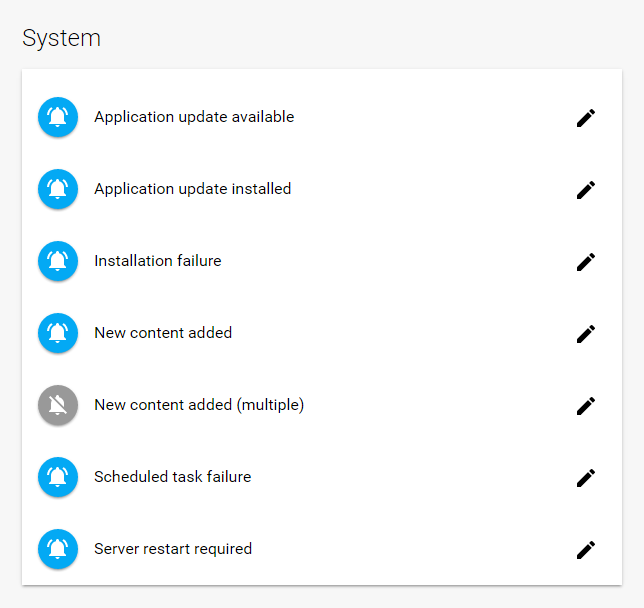 System
Application update available
Application update installed
Installation failure
New content added
New content added (multiple)
Scheduled task failure
Server restart required